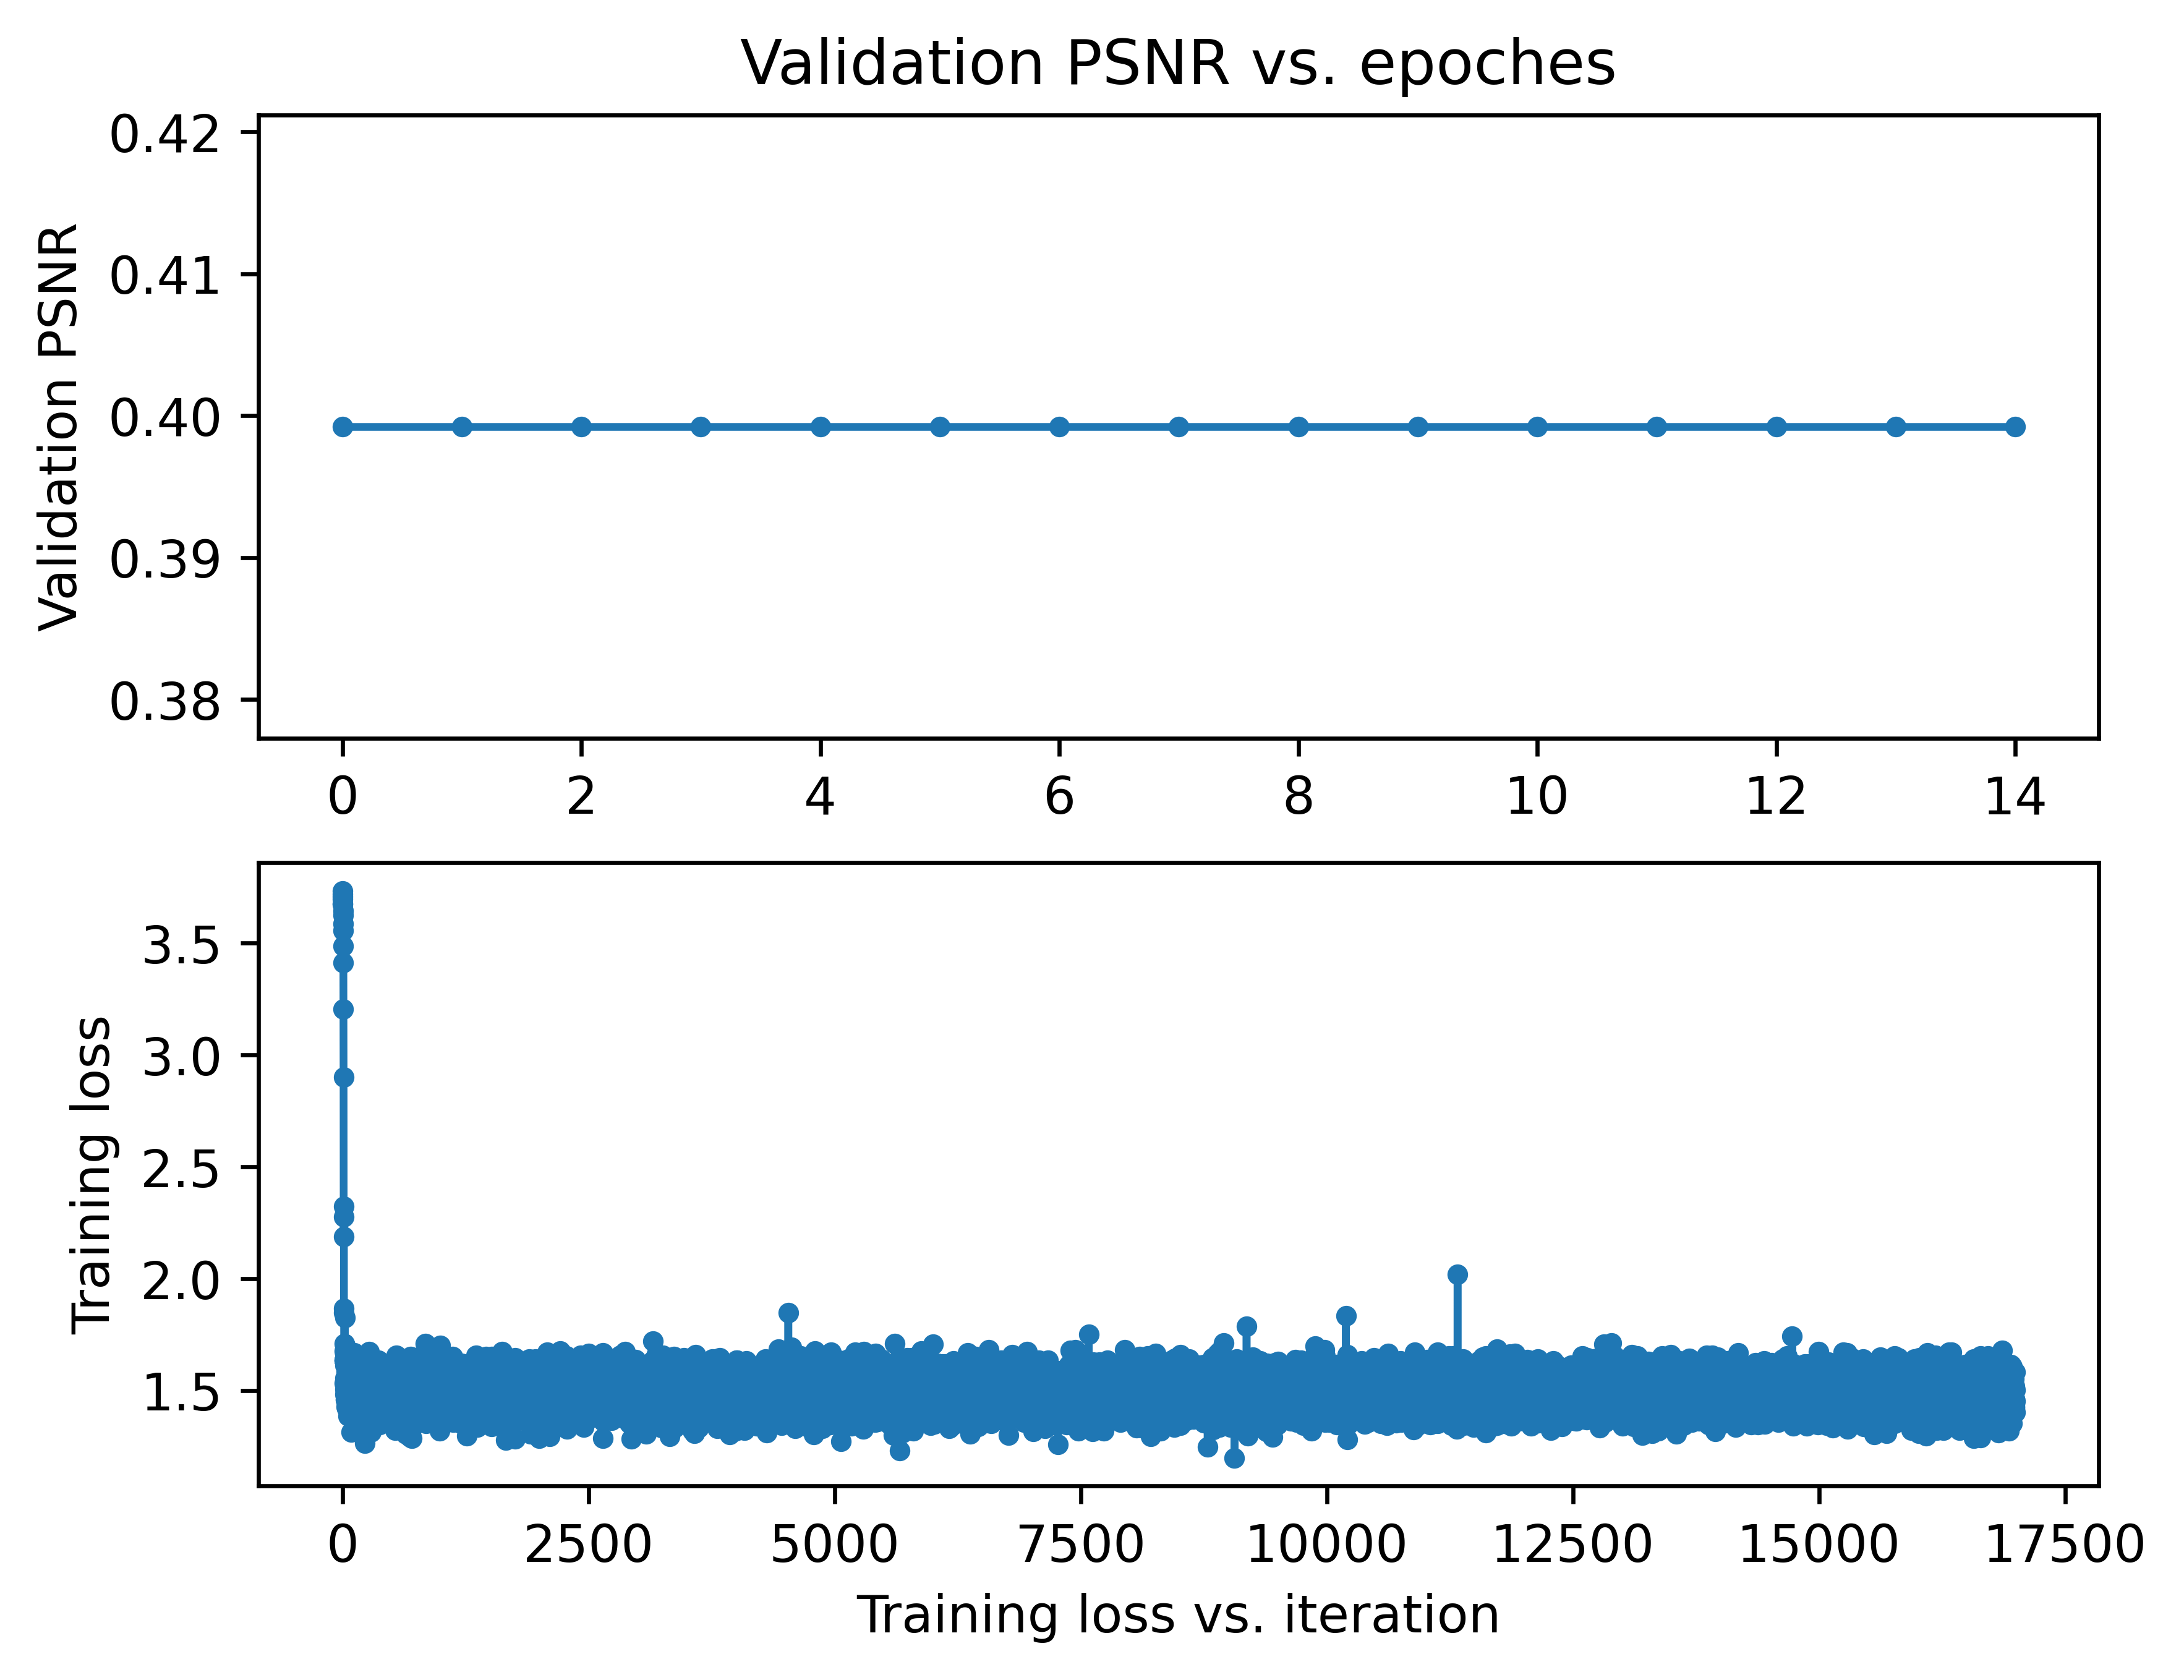 Validation PSNR vs. epoches
Validation PSNR
0.42
0.41
0.40
0.39
0.38
0 2 4 6 8 10 12 14
Training loss
3.5
3.0
2.5
2.0
1.5
0 2500 5000 7500 10000 12500 15000 17500
Training loss vs. iteration